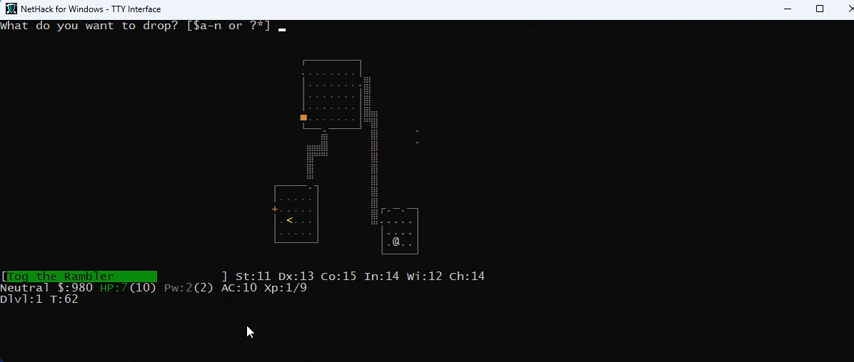 NetHack for Windows - TTY Interface
What do you want to drop? [$a-n or ?*]
[Tog the Rambler ] St:11 Dx:13 Co:15 In:14 Wi:12 Ch:14
Neutral $:980 HP:7(10) Pw:2(2) AC:10 Xp:1/9
Dlvl:1 T:62